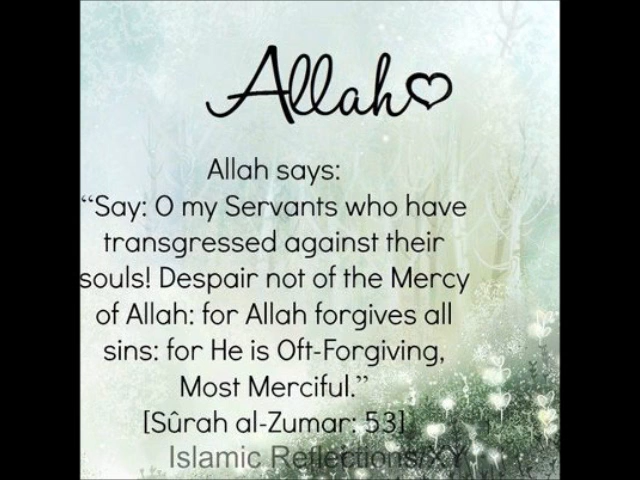 Allah
Allah says:
“Say: O my Servants who have
transgressed against their
souls! Despair not of the Mercy
of Allah: for Allah forgives all
sins: for He is Oft-Forgiving,
Most Merciful.”
[Sûrah al-Zumar: 53]
Islamic Reflections/XY